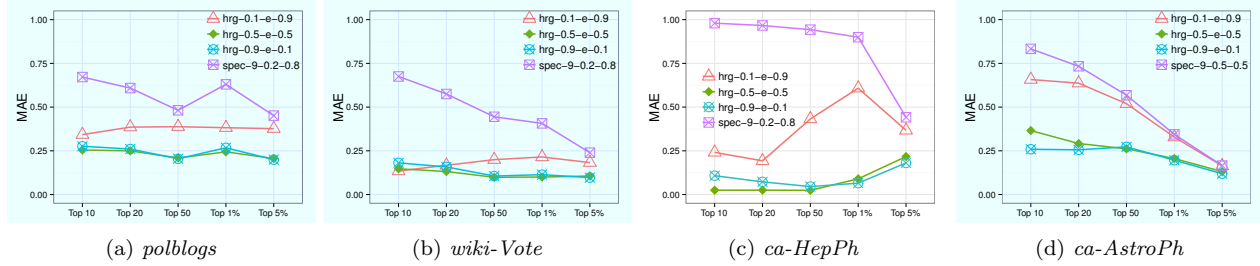 1.00
0.75
0.50
0.25
0.00
MAE
hrg-0.1-e-0.9
hrg-0.5-e-0.5
hrg-0.9-e-0.1
spec-9-0.2-0.8
Top 10 Top 20 Top 50 Top 1% Top 5%
(a) polblogs
1.00
0.75
0.50
0.25
0.00
MAE
hrg-0.1-e-0.9
hrg-0.5-e-0.5
hrg-0.9-e-0.1
spec-9-0.2-0.8
Top 10 Top 20 Top 50 Top 1% Top 5%
(b) wiki-Vote
1.00
0.75
0.50
0.25
0.00
MAE
hrg-0.1-e-0.9
hrg-0.5-e-0.5
hrg-0.9-e-0.1
spec-9-0.2-0.8
Top 10 Top 20 Top 50 Top 1% Top 5%
(c) ca-HepPh
1.00
0.75
0.50
0.25
0.00
MAE
hrg-0.1-e-0.9
hrg-0.5-e-0.5
hrg-0.9-e-0.1
spec-9-0.5-0.5
Top 10 Top 20 Top 50 Top 1% Top 5%
(d) ca-AstroPh